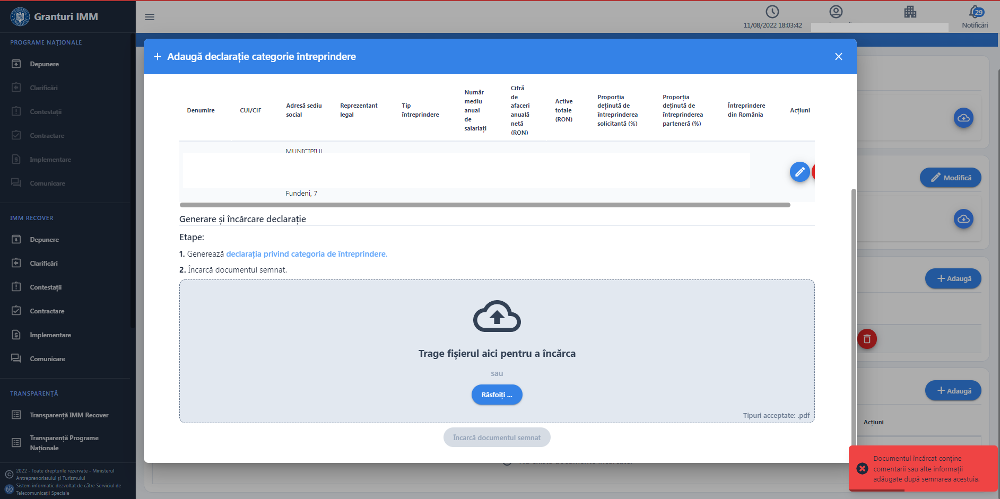 Granturi IMM
11/08/2022 18:03:42
29
Notificări
PROGRAME NAȚIONALE
Depunere
Clarificări
Contestații
Contractare
Implementare
Comunicare
IMM RECOVER
Depunere
Clarificări
Contestații
Contractare
Implementare
Comunicare
TRANSPARENȚĂ
Transparență IMM Recover
Transparență Programe
Naționale
2022 - Toate drepturile rezervate - Ministerul
Antreprenoriatului și Turismului
Sistem informatic dezvoltat de către Serviciul de
Telecomunicații Speciale
Adaugă declarație categorie întreprindere
Denumire
CUI/CIF
Adresă sediu
social
Reprezentant
legal
Tip
întreprindere
Număr
mediu
anual
de
salariați
Cifră
de
afaceri
anuală
netă
(RON)
Active
totale
(RON)
Proporția
deținută de
întreprinderea
solicitantă (%)
Proporția
deținută de
întreprinderea
parteneră (%)
Întreprindere
din România
Acțiuni
MUNICIPIUL
Fundeni, 7
Generare și încărcare declarație
Etape:
1. Generează declarația privind categoria de întreprindere.
2. Încarcă documentul semnat.
Trage fișierul aici pentru a încărca
sau
Răsfoiți ...
Tipuri acceptate: .pdf
Încarcă documentul semnat
Modifică
Adaugă
Adaugă
Acțiuni
Documentul încărcat conține
comentarii sau alte informații
adăugate după semnarea acestuia.